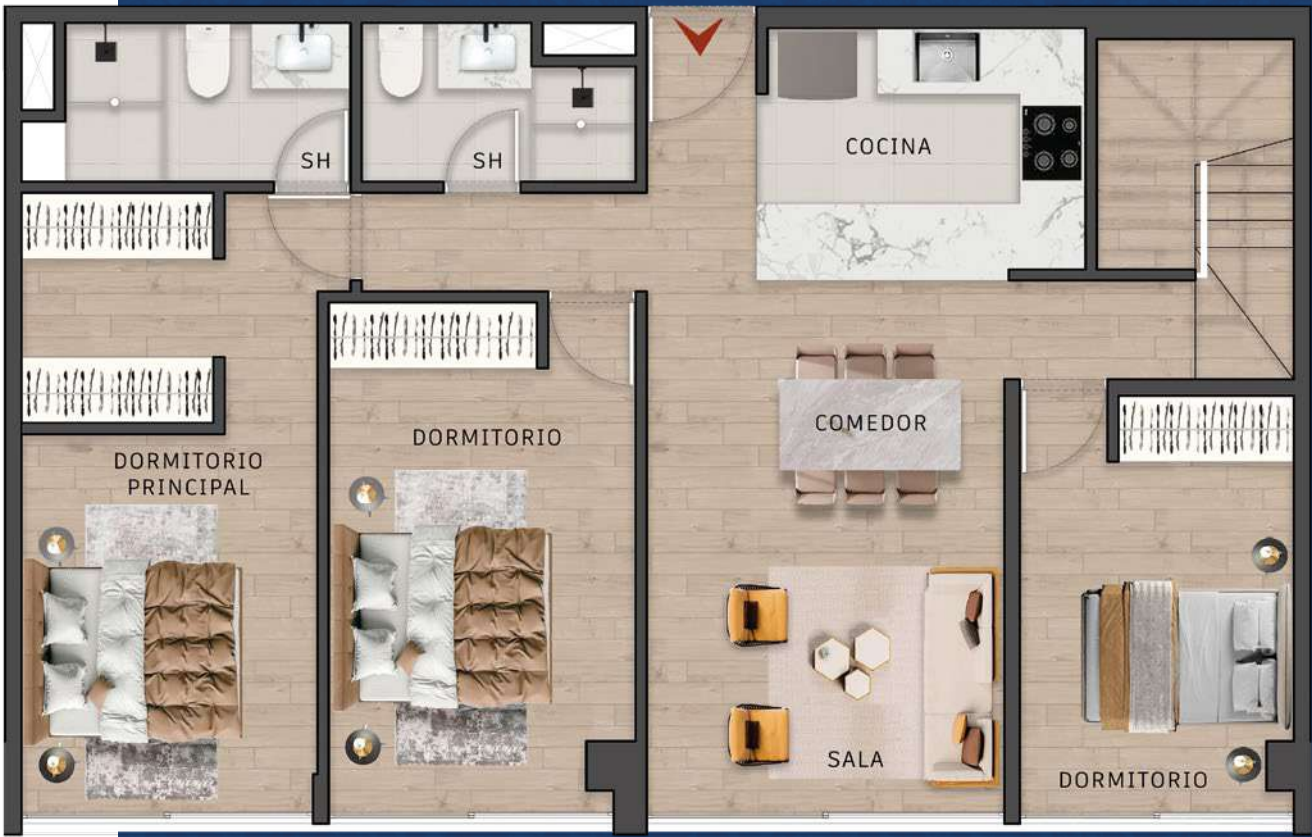 SH
SH
COCINA
COMEDOR
DORMITORIO
DORMITORIO
PRINCIPAL
SALA
DORMITORIO